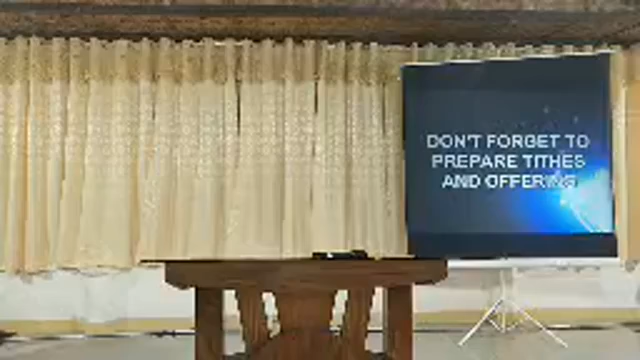 DON'T FORGET TO
PREPARE TITHES
AND OFFERING